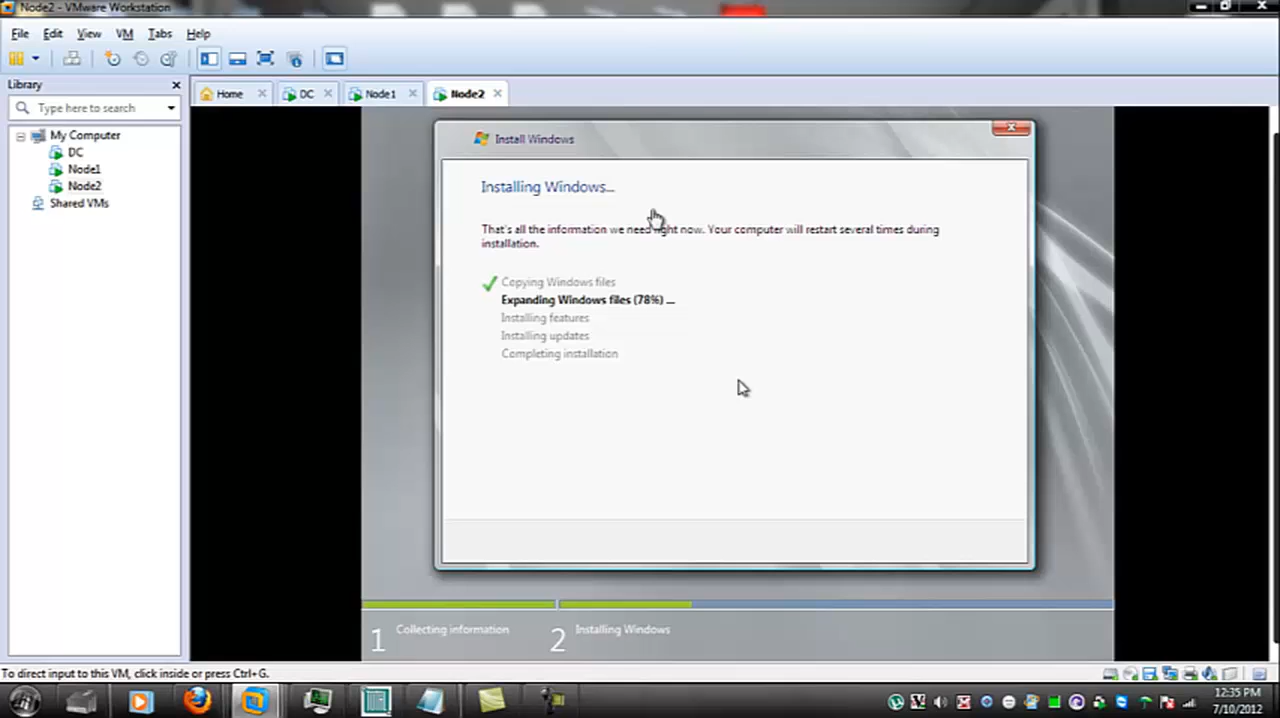 Node2 - VMware Workstation
File Edit View VM Tabs Help
Library
Home DC Node1 Node2
Type here to search
My Computer
DC
Node1
Node2
Shared VMs
Install Windows
Installing Windows...
That's all the information we need right now. Your computer will restart several times during
installation.
Copying Windows files
Expanding Windows files (78%) ...
Installing features
Installing updates
Completing installation
1 Collecting information 2 Installing Windows
To direct input to this VM, click inside or press Ctrl+G.
12:35 PM
7/10/2012